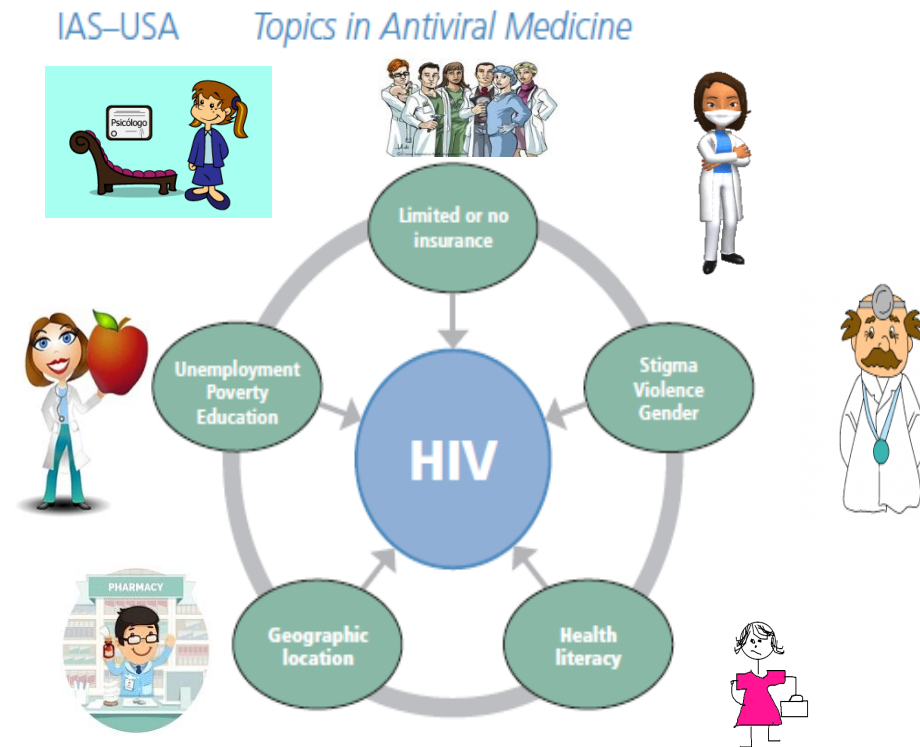 IAS–USA Topics in Antiviral Medicine
Psicólogo
Limited or no
insurance
Unemployment
Poverty
Education
Stigma
Violence
Gender
HIV
PHARMACY
Geographic
location
Health
literacy